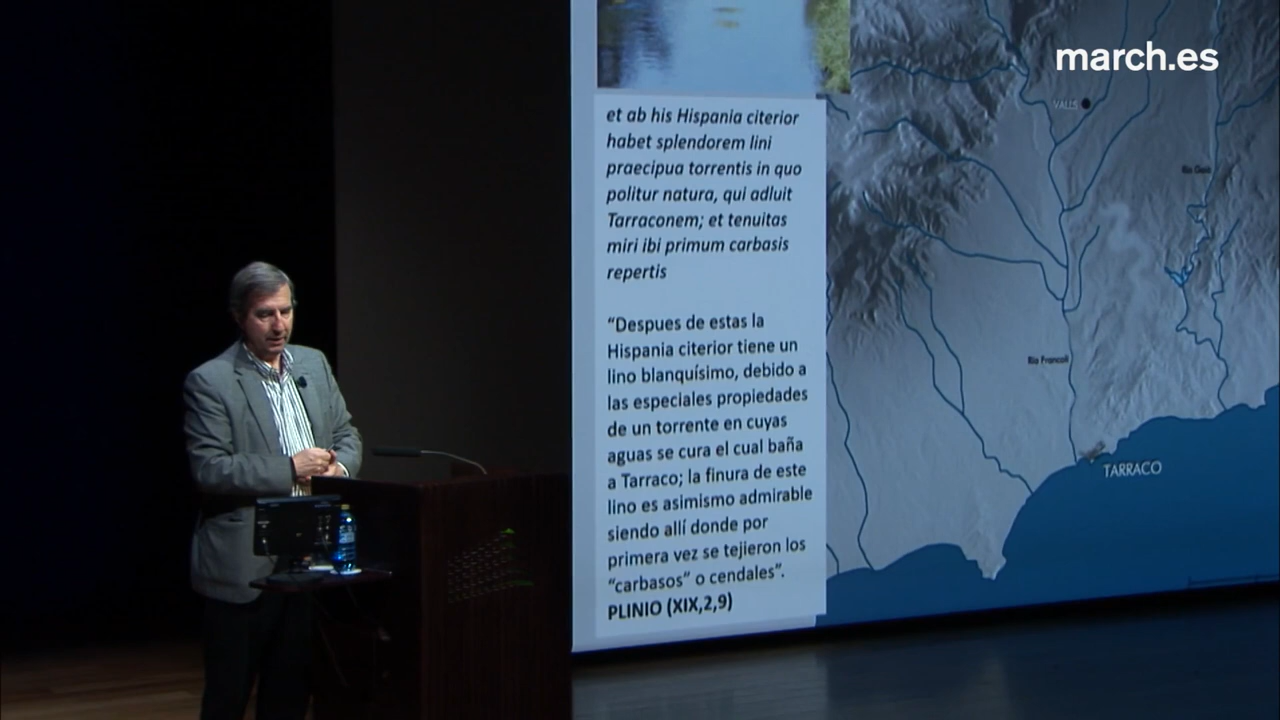 march.es
et ab his Hispania citerior
habet splendorem lini
praecipua torrentis in quo
politur natura, qui adluit
Tarraconem; et tenuitas
miri ibi primum carbasis
repertis
“Despues de estas la
Hispania citerior tiene un
lino blanquísimo, debido a
las especiales propiedades
de un torrente en cuyas
aguas se cura el cual baña
a Tarraco; la finura de este
lino es asimismo admirable
siendo allí donde por
primera vez se tejieron los
“carbasos” o cendales”.
PLINIO (XIX,2,9)
VALLS
Río Gaià
Río Francolí
TARRACO